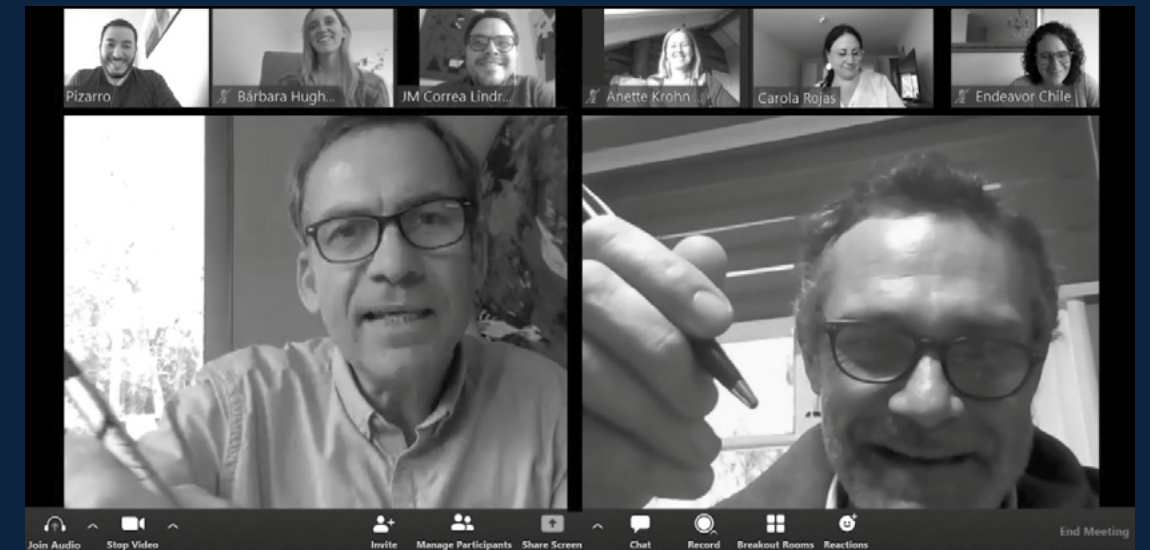 Pizarro
Bárbara Hugh...
JM Correa Lindr...
Anette Krohn ...
Carola Rojas
Endeavor Chile
Join Audio
Stop Video
Invite
Manage Participants
Share Screen
Chat
Record
Breakout Rooms
Reactions
End Meeting